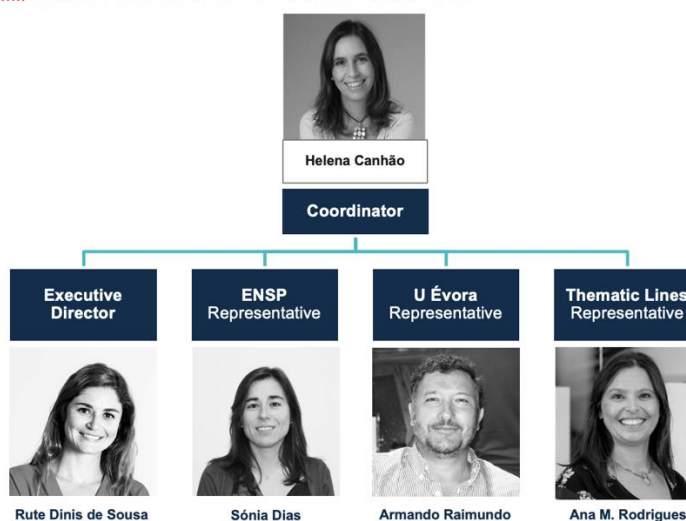 Helena Canhão
Coordinator
Executive
Director
ENSP
Representative
U Évora
Representative
Thematic Lines
Representative
Rute Dinis de Sousa
Sónia Dias
Armando Raimundo
Ana M. Rodrigues